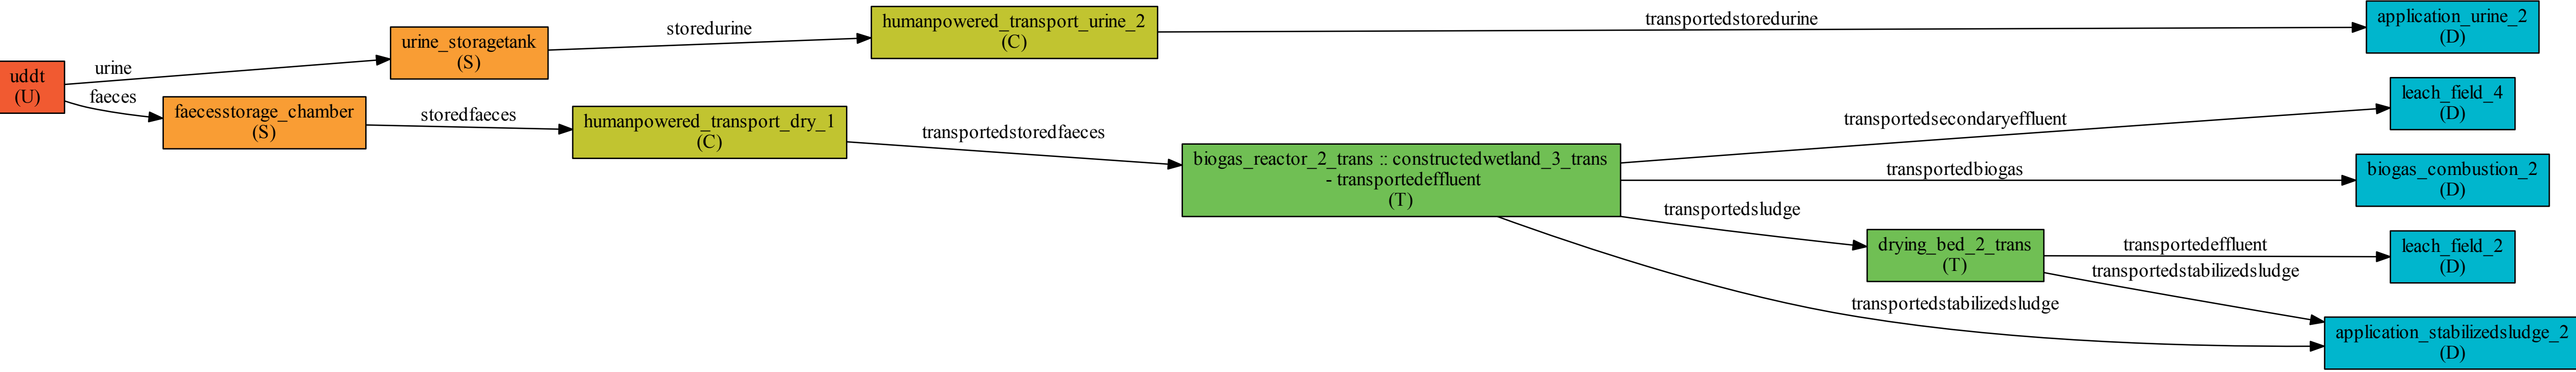 uddt
(U)
urine
faeces
urine_storagetank
(S)
faecesstorage_chamber
(S)
storedurine
storedfaeces
humanpowered_transport_urine_2
(C)
humanpowered_transport_dry_1
(C)
transportedstoredurine
transportedstoredfaeces
biogas_reactor_2_trans :: constructedwetland_3_trans
- transportedeffluent
(T)
transportedsecondaryeffluent
transportedbiogas
transportedsludge
transportedstabilizedsludge
drying_bed_2_trans
(T)
transportedeffluent
transportedstabilizedsludge
application_urine_2
(D)
leach_field_4
(D)
biogas_combustion_2
(D)
leach_field_2
(D)
application_stabilizedsludge_2
(D)